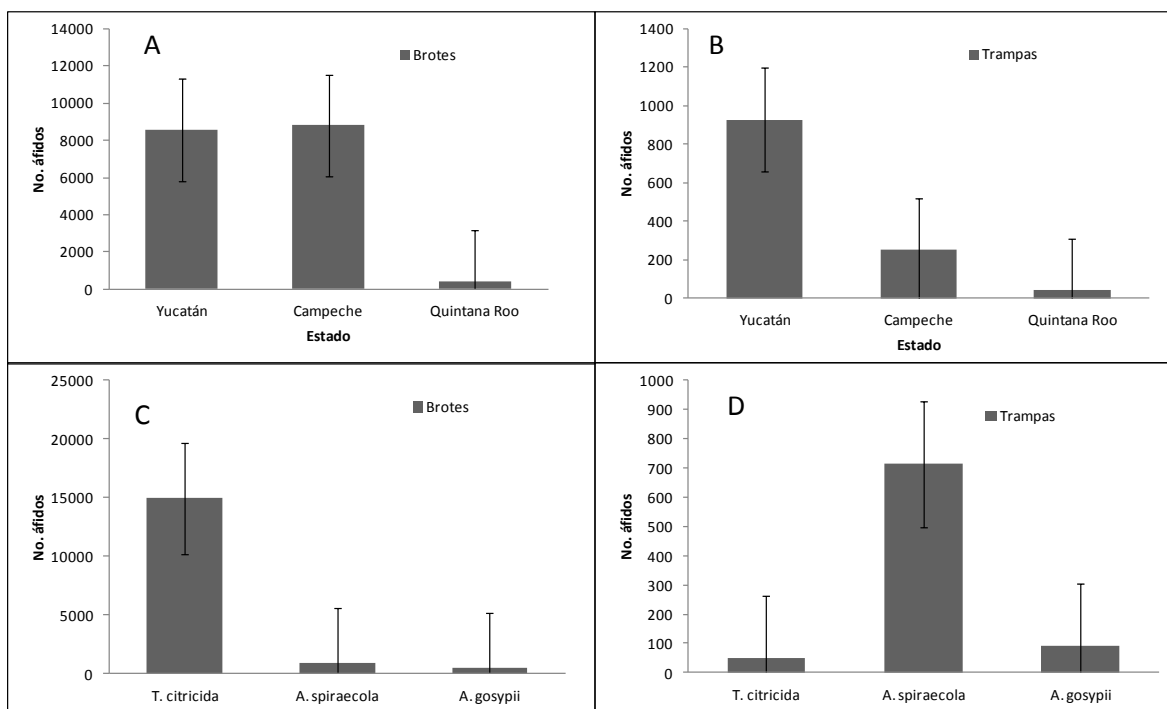 A
Brotes
No. áfidos
14000
12000
10000
8000
6000
4000
2000
0
Yucatán Campeche Quintana Roo
Estado
B
Trampas
No. áfidos
1400
1200
1000
800
600
400
200
0
Yucatán Campeche Quintana Roo
Estado
C
Brotes
No. áfidos
25000
20000
15000
10000
5000
0
T. citricida A. spiraecola A. gosypii
D
Trampas
No. áfidos
1000
900
800
700
600
500
400
300
200
100
0
T. citricida A. spiraecola A. gosypii